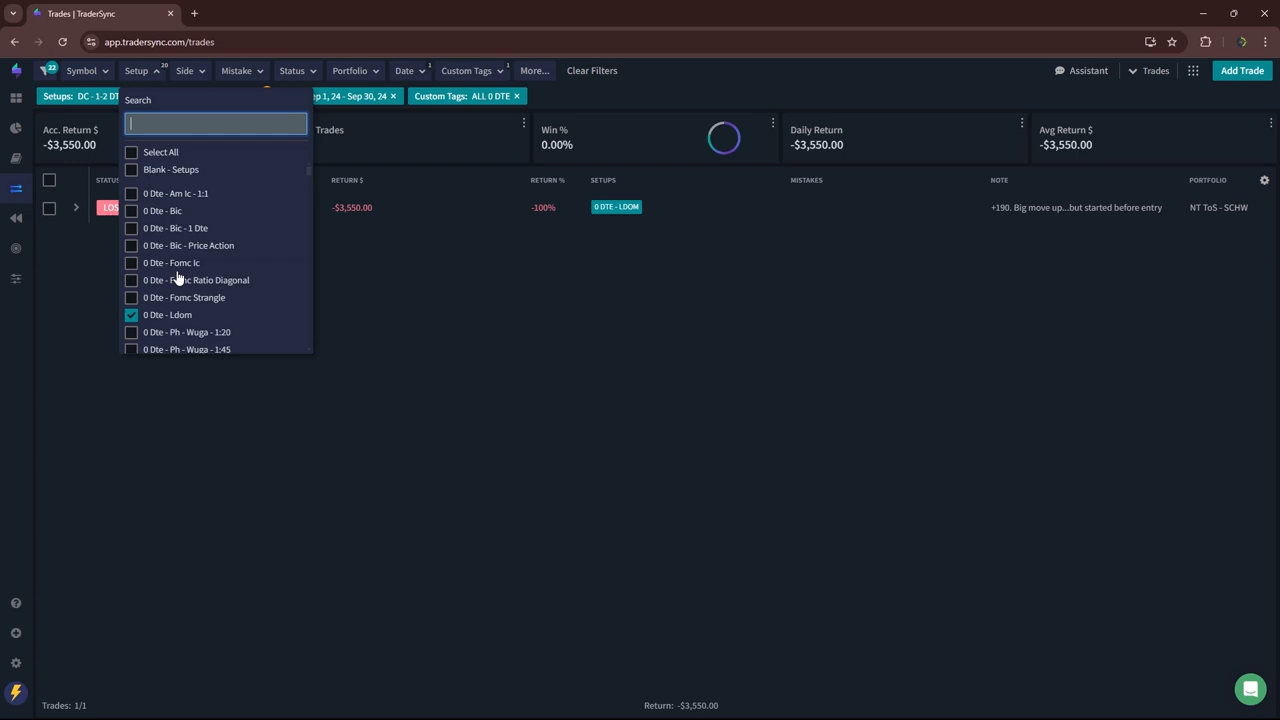 Trades | TraderSync
app.tradersync.com/trades
22
Symbol
Setup
20
Side
Mistake
Status
Portfolio
Date
1
Custom Tags
1
More...
Clear Filters
Assistant
Trades
Add Trade
Setups: DC - 1-2 DT
p 1, 24 - Sep 30, 24
Custom Tags: ALL 0 DTE
Search
Select All
Blank - Setups
0 Dte - Am Ic - 1:1
0 Dte - Bic
0 Dte - Bic - 1 Dte
0 Dte - Bic - Price Action
0 Dte - Fomc Ic
0 Dte - Fomc Ratio Diagonal
0 Dte - Fomc Strangle
0 Dte - Ldom
0 Dte - Ph - Wuga - 1:20
0 Dte - Ph - Wuga - 1:45
Acc. Return $
-$3,550.00
Trades
Win %
0.00%
Daily Return
-$3,550.00
Avg Return $
-$3,550.00
STATUS
RETURN $
RETURN %
SETUPS
MISTAKES
NOTE
PORTFOLIO
LOS
-$3,550.00
-100%
0 DTE - LDOM
+190. Big move up...but started before entry
NT ToS - SCHW
Trades: 1/1
Return: -$3,550.00